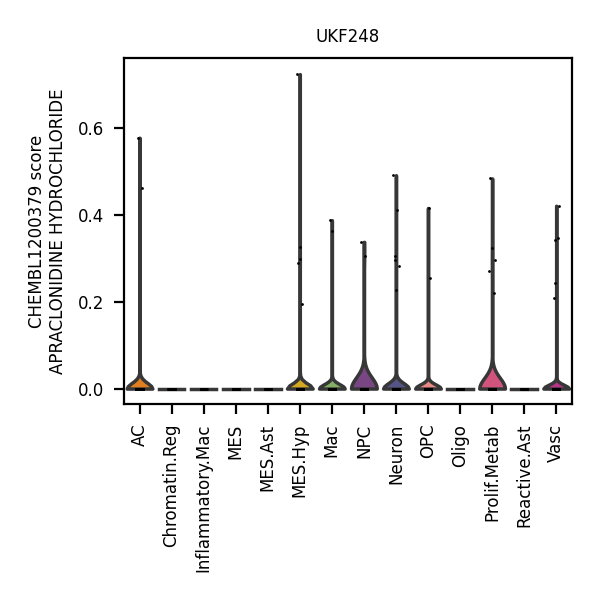 UKF248
CHEMBL1200379 score
APRACLONIDINE HYDROCHLORIDE
0.6
0.4
0.2
0.0
AC
Chromatin.Reg
Inflammatory.Mac
MES
MES.Ast
MES.Hyp
Mac
NPC
Neuron
OPC
Oligo
Prolif.Metab
Reactive.Ast
Vasc